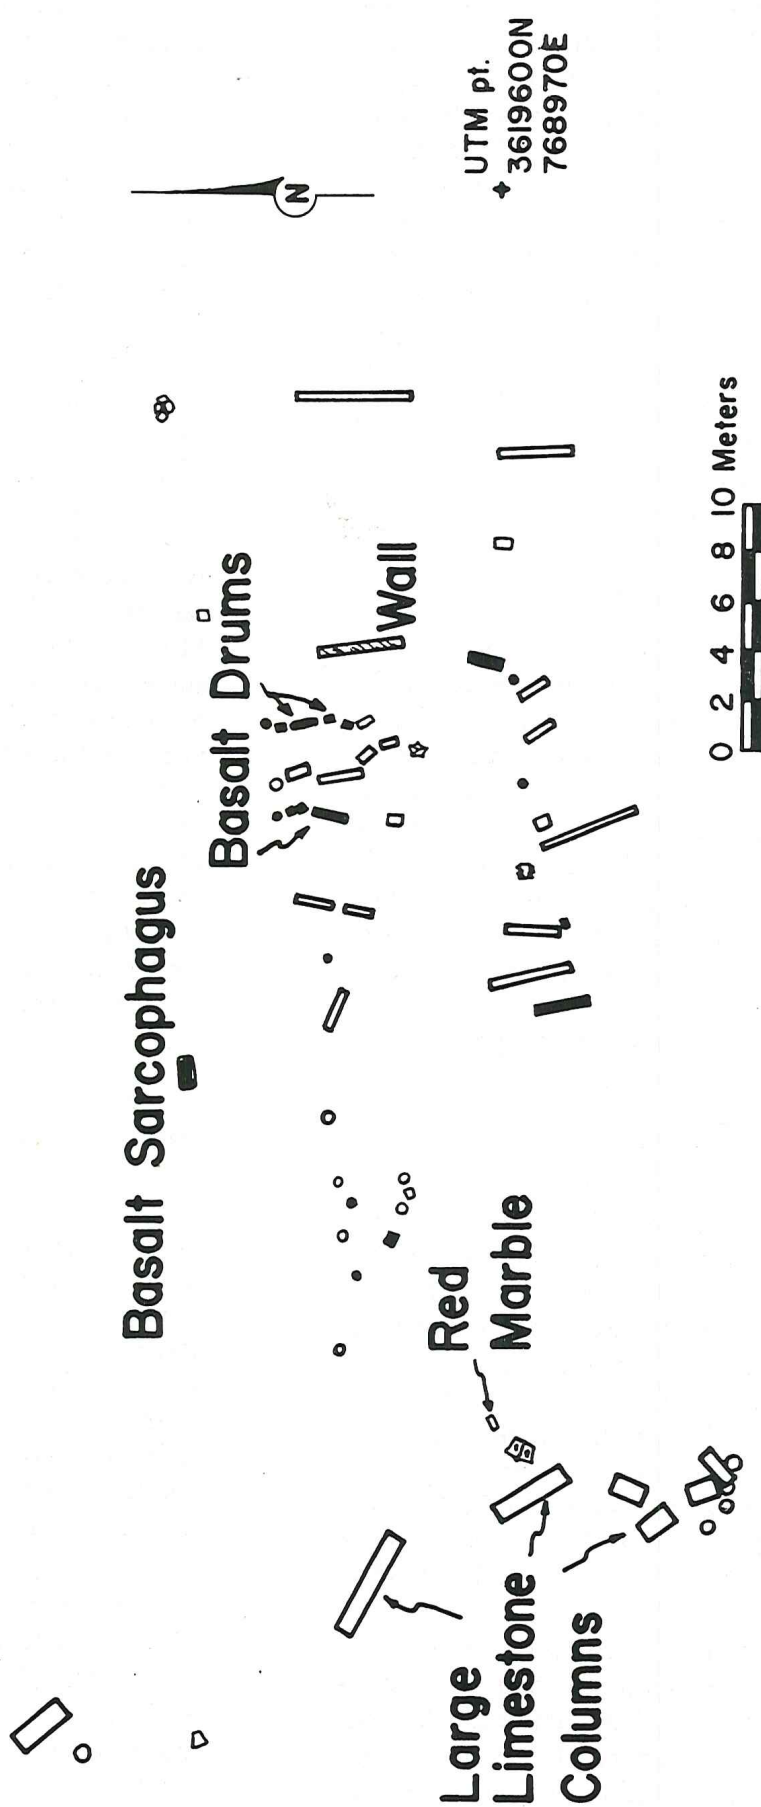 Basalt Sarcophagus
Basalt Drums
Wall
N
UTM pt.
3619600N
768970E
Red
Marble
Large
Limestone
Columns
0 2 4 6 8 10 Meters